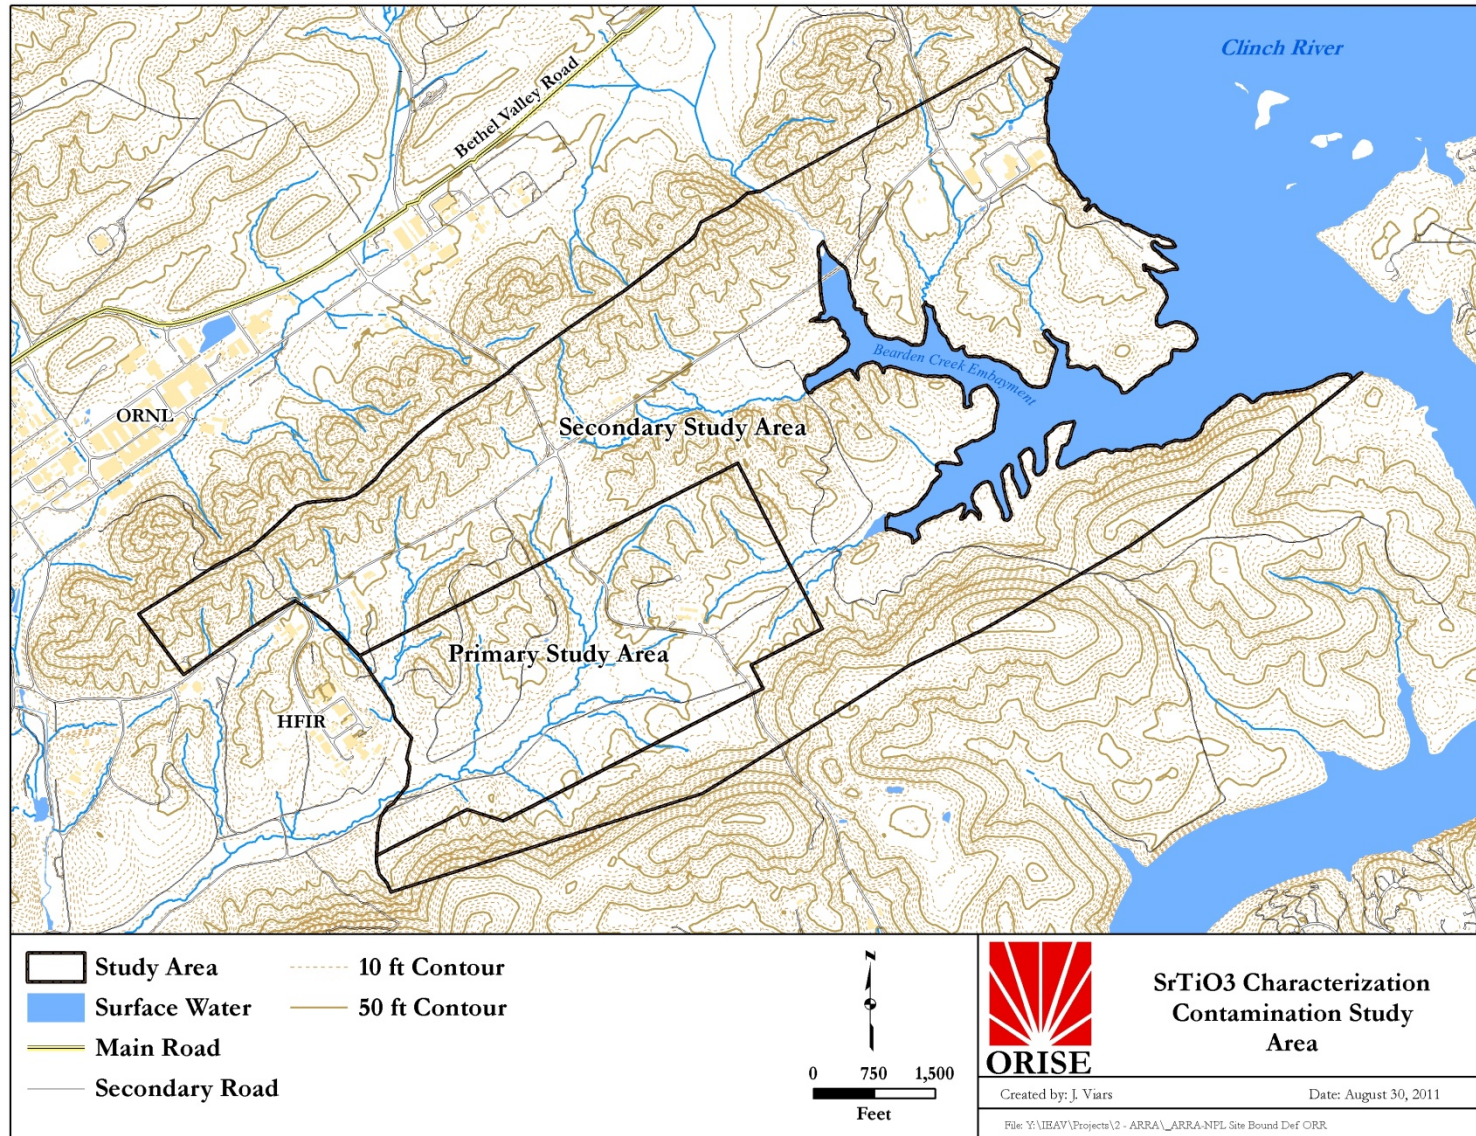 Clinch River
Bethel Valley Road
Bearden Creek Embayment
ORNL
Secondary Study Area
Primary Study Area
HFIR
Study Area
Surface Water
Main Road
Secondary Road
10 ft Contour
50 ft Contour
N
0 750 1,500
Feet
ORISE
SrTiO3 Characterization
Contamination Study
Area
Created by: J. Viars
Date: August 30, 2011
File: Y:\IEAV\Projects\2 - ARRA\_ARRA-NPL Site Bound Def ORR